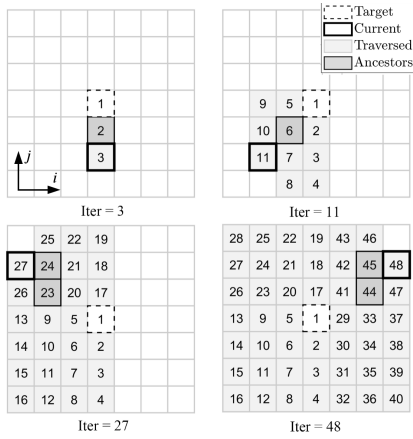 Target
Current
Traversed
Ancestors
1
2
3
j
i
Iter = 3
9 5 1
10 6 2
11 7 3
8 4
Iter = 11
25 22 19
27 24 21 18
26 23 20 17
13 9 5 1
14 10 6 2
15 11 7 3
16 12 8 4
Iter = 27
28 25 22 19 43 46
27 24 21 18 42 45 48
26 23 20 17 41 44 47
13 9 5 1 29 33 37
14 10 6 2 30 34 38
15 11 7 3 31 35 39
16 12 8 4 32 36 40
Iter = 48